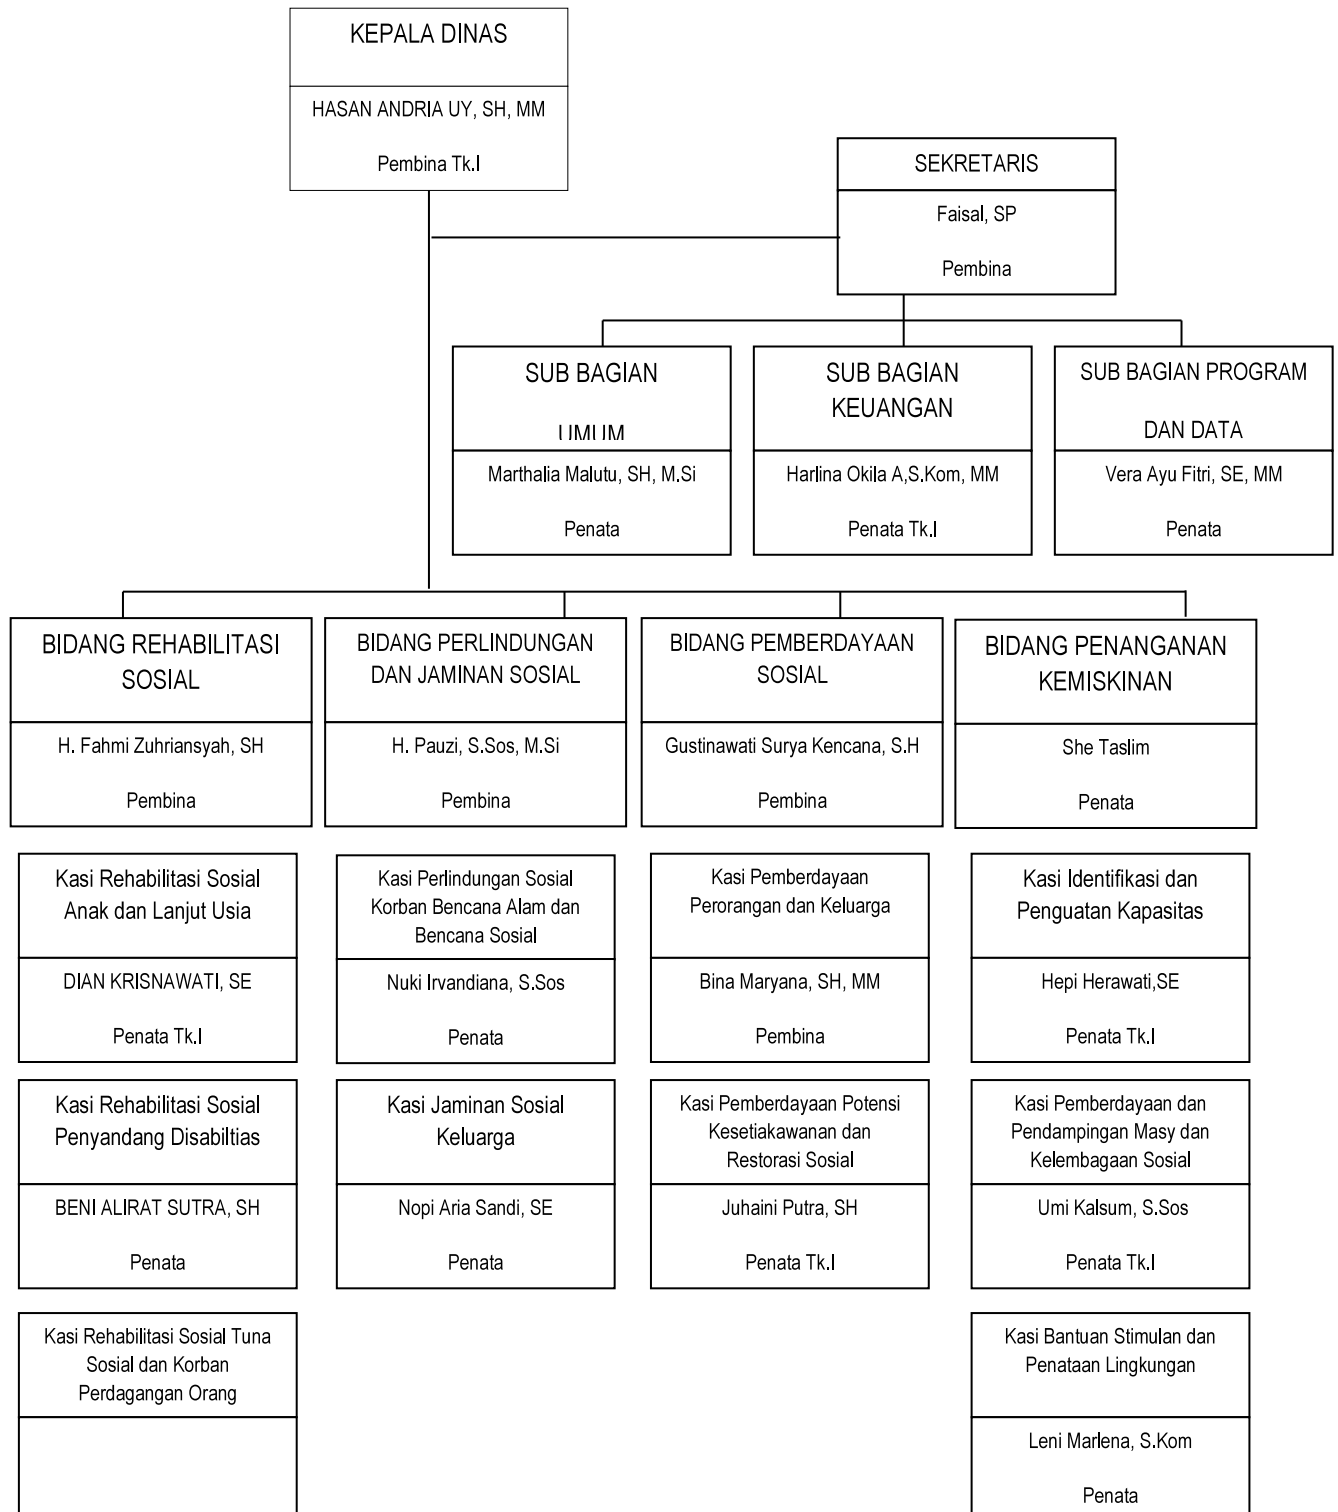 KEPALA DINAS
HASAN ANDRIA UY, SH, MM
Pembina Tk.I
SEKRETARIS
Faisal, SP
Pembina
SUB BAGIAN
UMUM
Marthalia Malutu, SH, M.Si
Penata
SUB BAGIAN
KEUANGAN
Harlina Okila A,S.Kom, MM
Penata Tk.I
SUB BAGIAN PROGRAM
DAN DATA
Vera Ayu Fitri, SE, MM
Penata
BIDANG REHABILITASI
SOSIAL
H. Fahmi Zuhriansyah, SH
Pembina
BIDANG PERLINDUNGAN
DAN JAMINAN SOSIAL
H. Pauzi, S.Sos, M.Si
Pembina
BIDANG PEMBERDAYAAN
SOSIAL
Gustinawati Surya Kencana, S.H
Pembina
BIDANG PENANGANAN
KEMISKINAN
She Taslim
Penata
Kasi Rehabilitasi Sosial
Anak dan Lanjut Usia
DIAN KRISNAWATI, SE
Penata Tk.I
Kasi Perlindungan Sosial
Korban Bencana Alam dan
Bencana Sosial
Nuki Irvandiana, S.Sos
Penata
Kasi Pemberdayaan
Perorangan dan Keluarga
Bina Maryana, SH, MM
Pembina
Kasi Identifikasi dan
Penguatan Kapasitas
Hepi Herawati,SE
Penata Tk.I
Kasi Rehabilitasi Sosial
Penyandang Disabiltias
BENI ALIRAT SUTRA, SH
Penata
Kasi Jaminan Sosial
Keluarga
Nopi Aria Sandi, SE
Penata
Kasi Pemberdayaan Potensi
Kesetiakawanan dan
Restorasi Sosial
Juhaini Putra, SH
Penata Tk.I
Kasi Pemberdayaan dan
Pendampingan Masy dan
Kelembagaan Sosial
Umi Kalsum, S.Sos
Penata Tk.I
Kasi Rehabilitasi Sosial Tuna
Sosial dan Korban
Perdagangan Orang
Kasi Bantuan Stimulan dan
Penataan Lingkungan
Leni Marlena, S.Kom
Penata